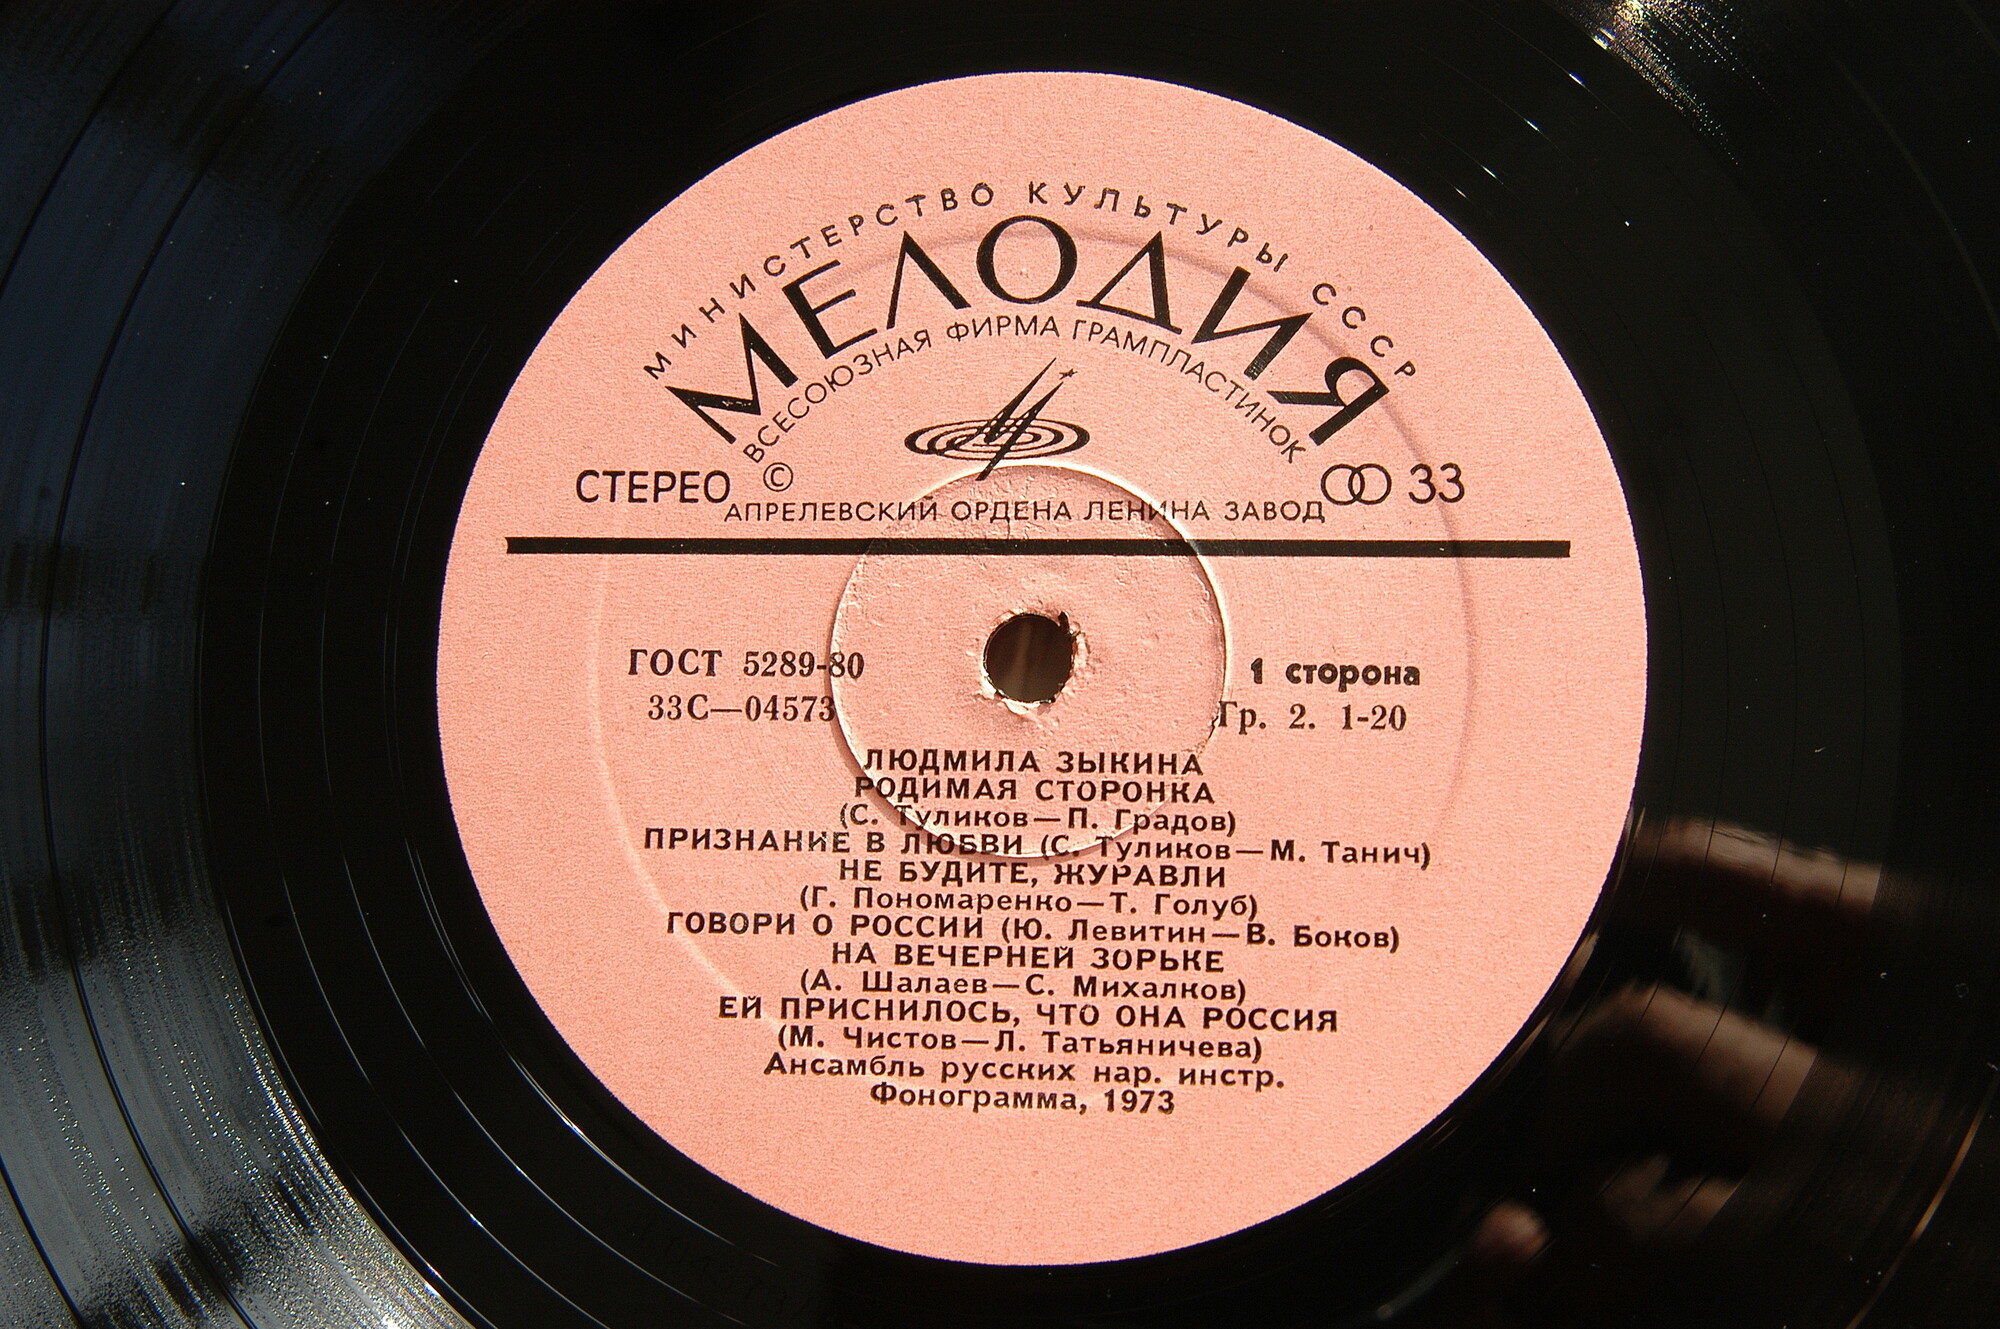 МИНИСТЕРСТВО КУЛЬТУРЫ СССР
МЕЛОДИЯ
ВСЕСОЮЗНАЯ ФИРМА ГРАМПЛАСТИНОК
СТЕРЕО © 33
АПРЕЛЕВСКИЙ ОРДЕНА ЛЕНИНА ЗАВОД
ГОСТ 5289-80 1 сторона
33С—04573 Гр. 2. 1-20
ЛЮДМИЛА ЗЫКИНА
РОДИМАЯ СТОРОНКА
(С. Туликов—П. Градов)
ПРИЗНАНИЕ В ЛЮБВИ (С. Туликов—М. Танич)
НЕ БУДИТЕ, ЖУРАВЛИ
(Г. Пономаренко—Т. Голуб)
ГОВОРИ О РОССИИ (Ю. Левитин—В. Боков)
НА ВЕЧЕРНЕЙ ЗОРЬКЕ
(А. Шалаев—С. Михалков)
ЕЙ ПРИСНИЛОСЬ, ЧТО ОНА РОССИЯ
(М. Чистов—Л. Татьяничева)
Ансамбль русских нар. инстр.
Фонограмма, 1973